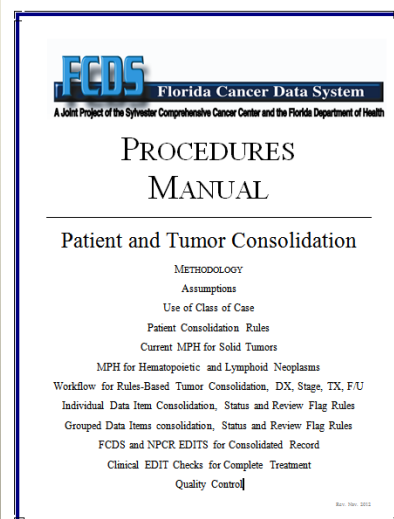 FCDS
Florida Cancer Data System
A Joint Project of the Sylvester Comprehensive Cancer Center and the Florida Department of Health
PROCEDURES
MANUAL
Patient and Tumor Consolidation
METHODOLOGY
Assumptions
Use of Class of Case
Patient Consolidation Rules
Current MPH for Solid Tumors
MPH for Hematopoietic and Lymphoid Neoplasms
Workflow for Rules-Based Tumor Consolidation, DX, Stage, TX, F/U
Individual Data Items Consolidation, Status and Review Flag Rules
Grouped Data Items consolidation, Status and Review Flag Rules
FCDS and NPCR EDITS for Consolidated Record
Clinical EDIT Checks for Complete Treatment
Quality Control
Rev. Nov. 2012